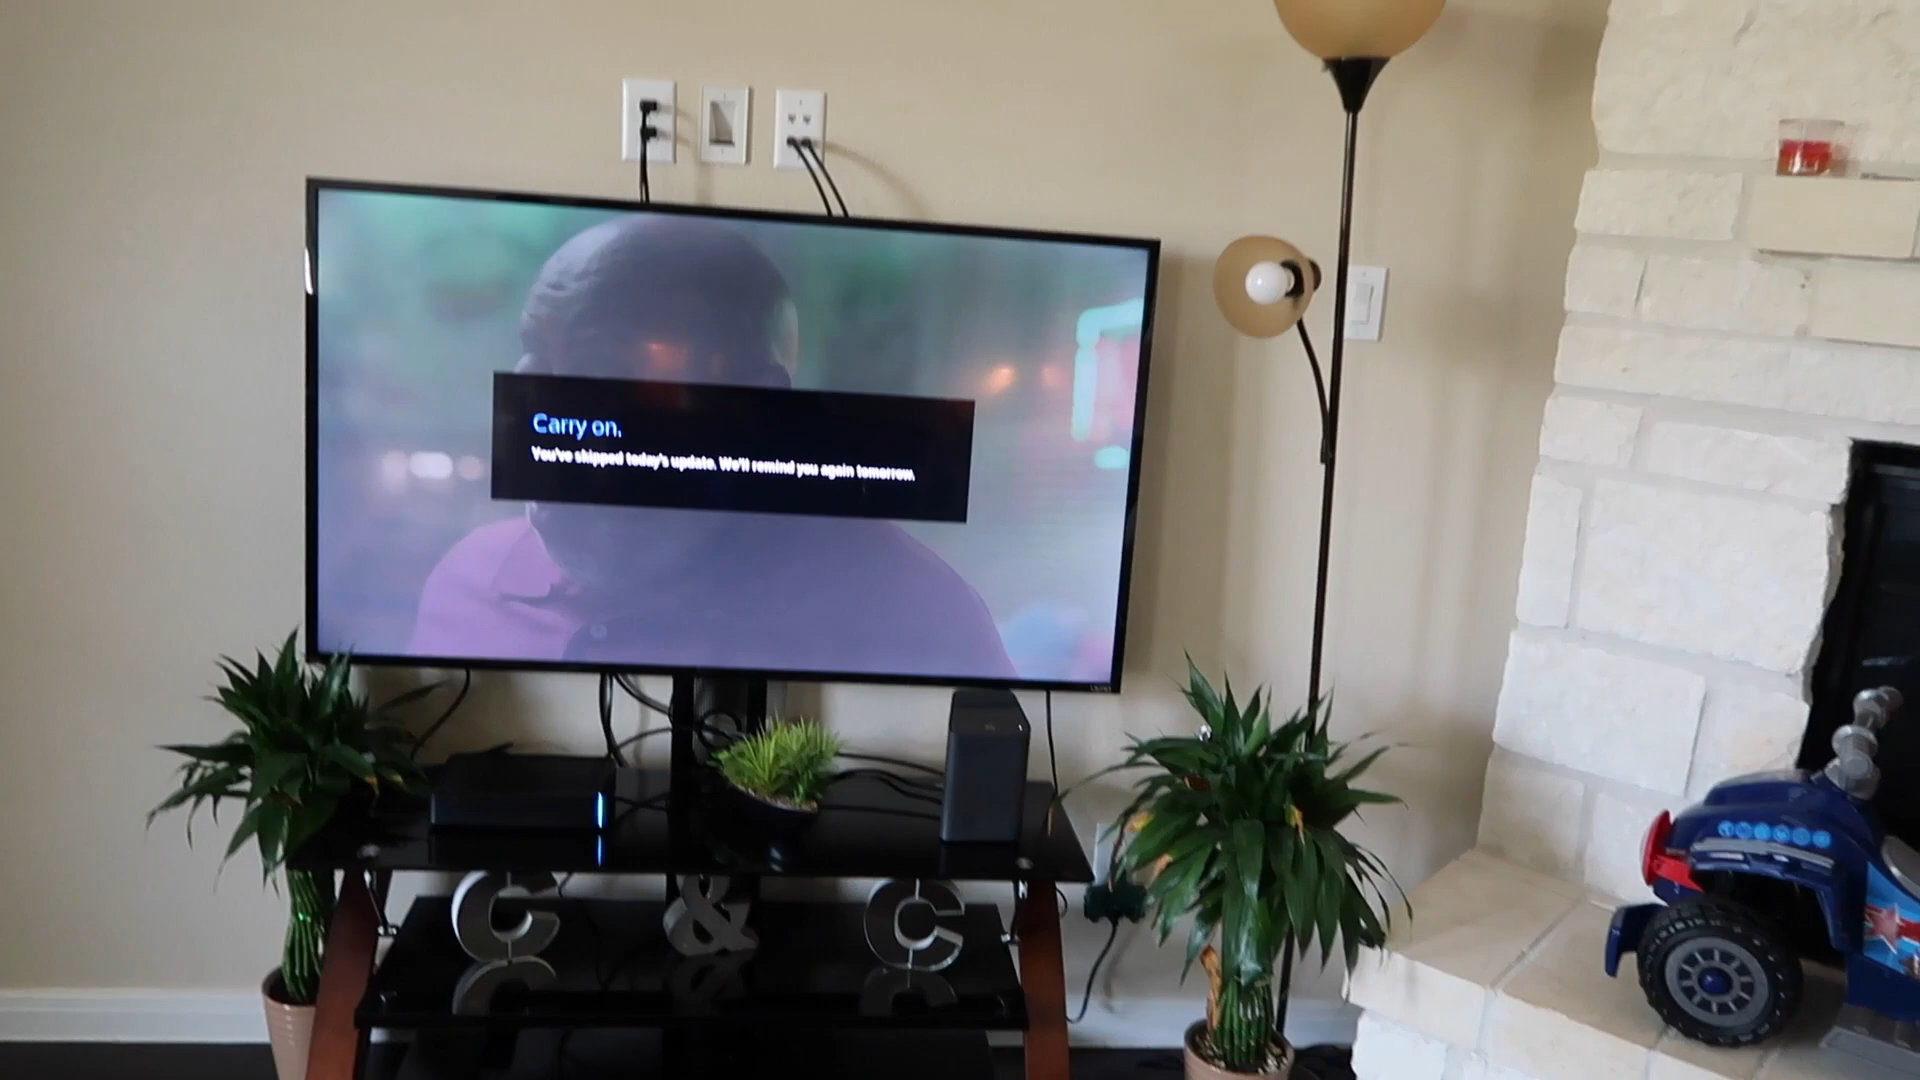 Carry on.
You've skipped today's update. We'll remind you again tomorrow.
C & C